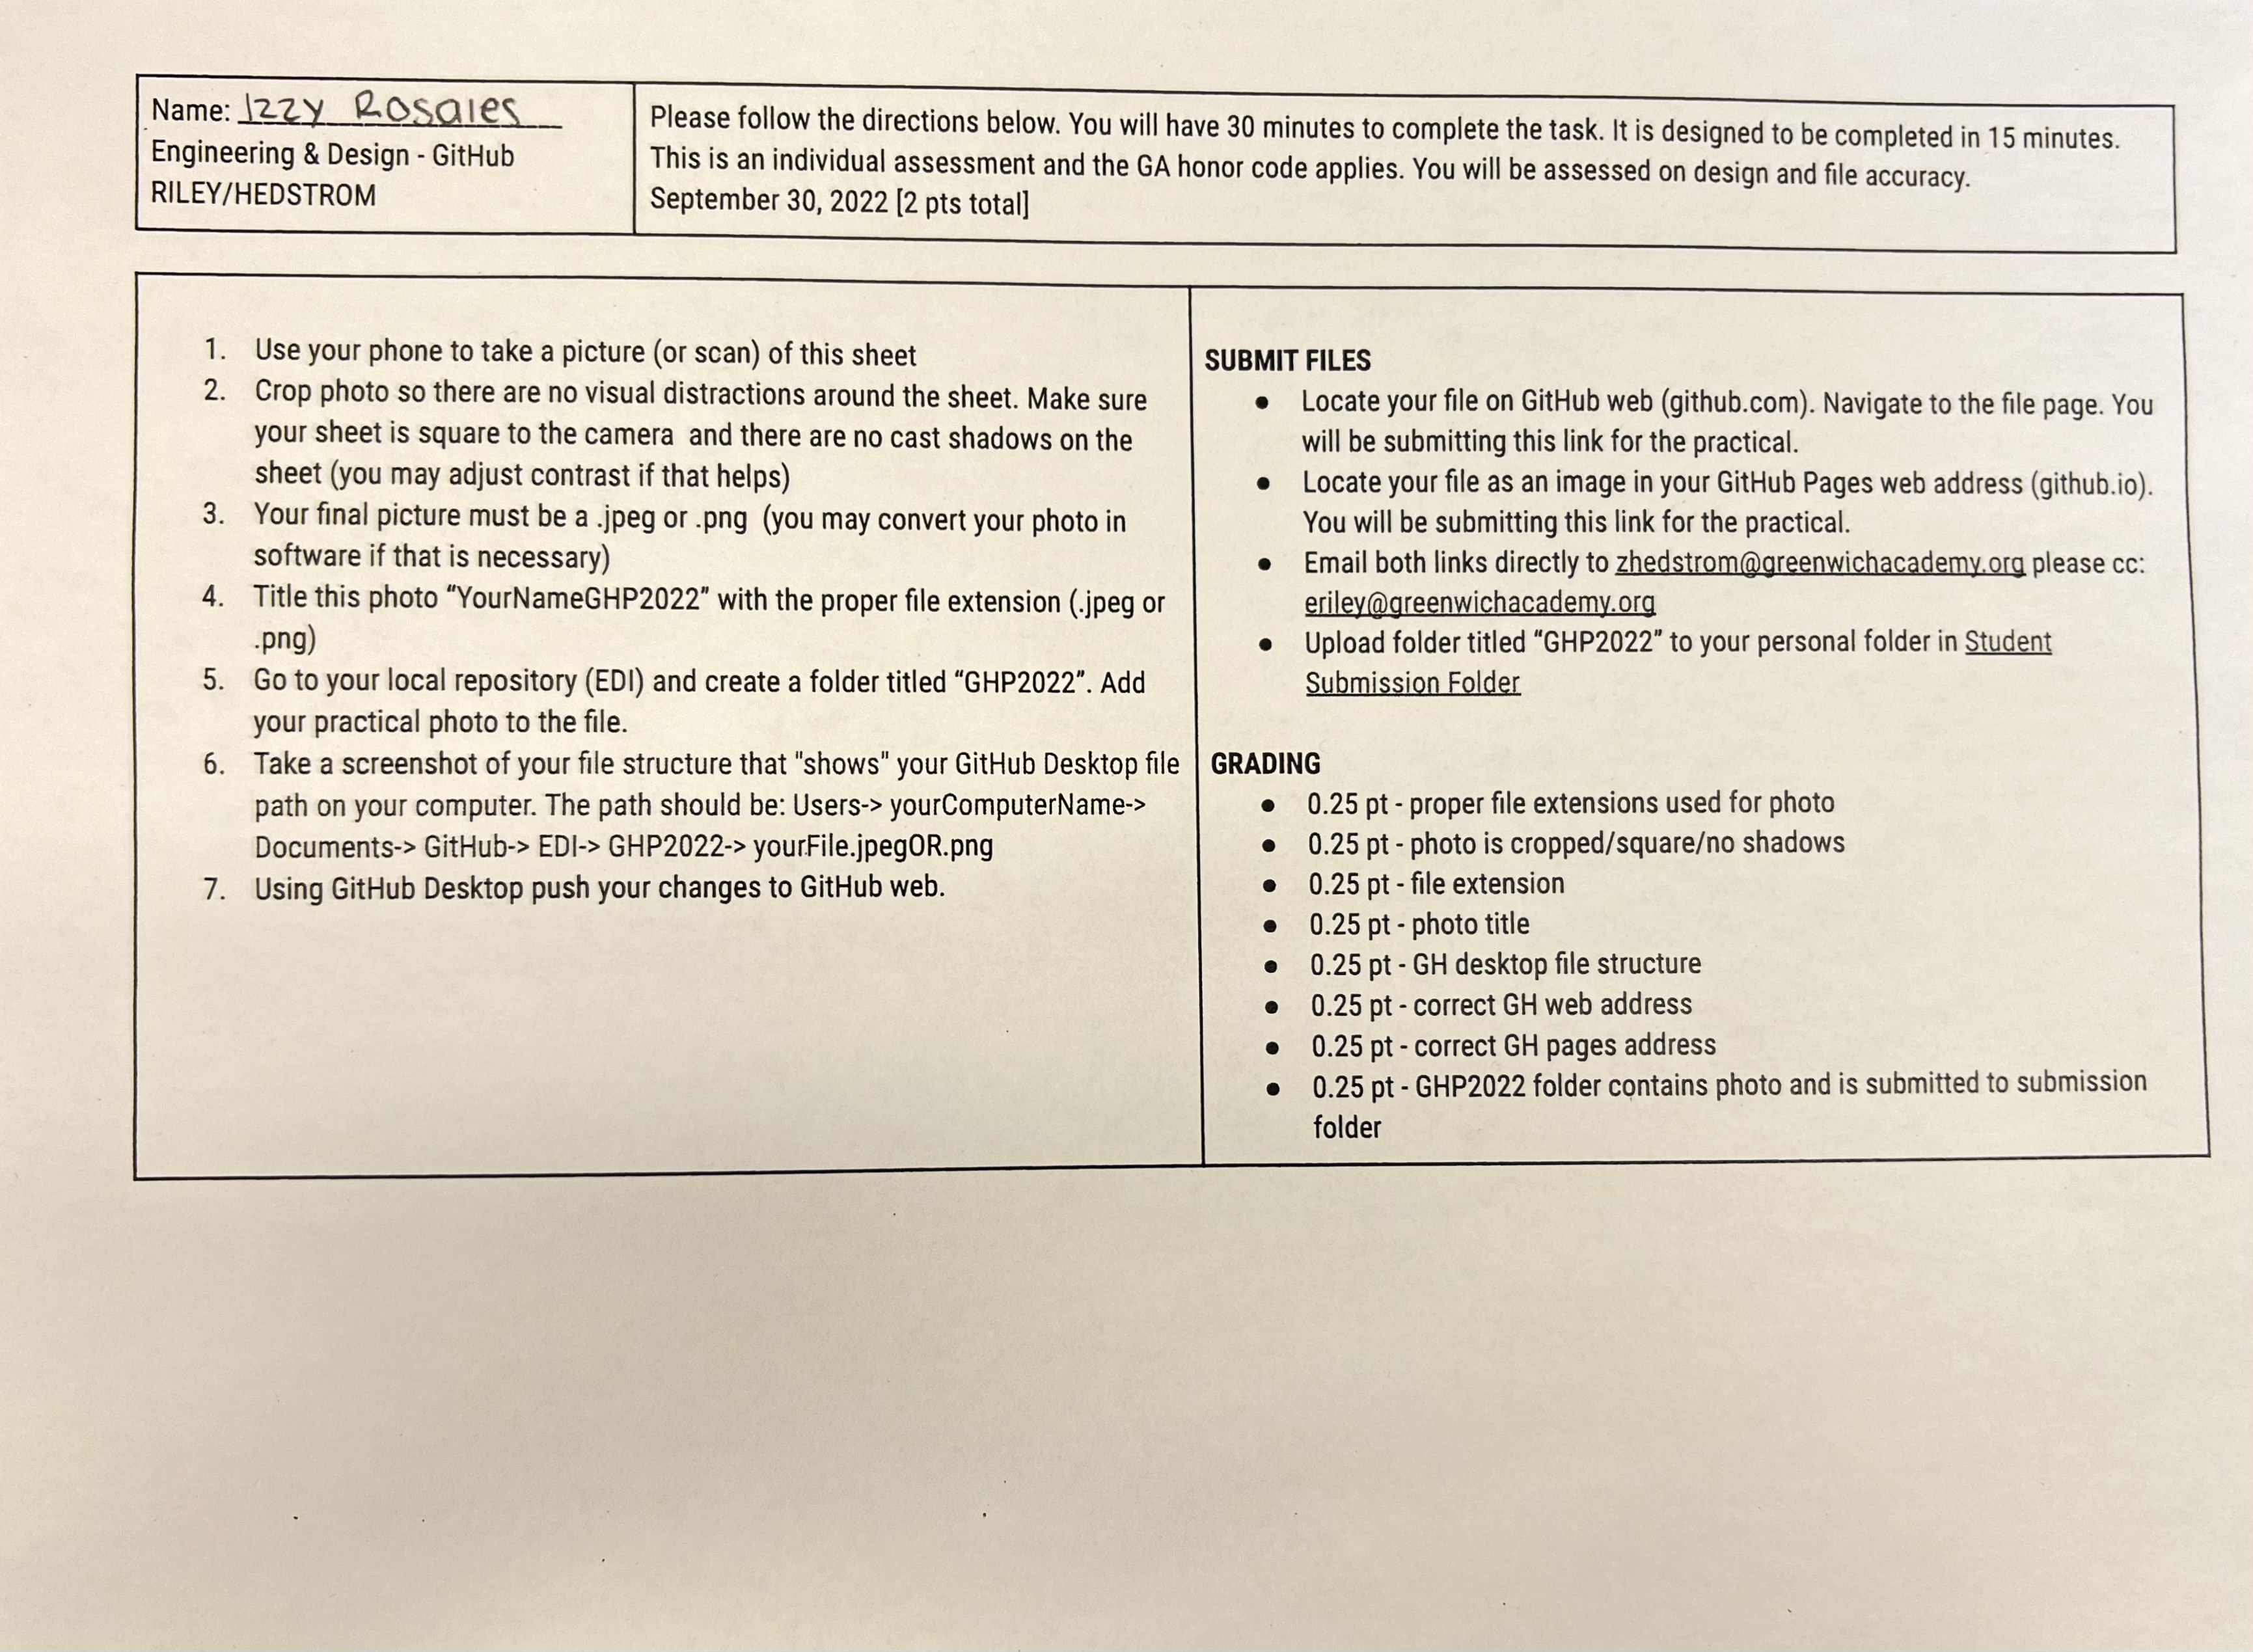 Name: Izzy Rosales
Engineering & Design - GitHub
RILEY/HEDSTROM
Please follow the directions below. You will have 30 minutes to complete the task. It is designed to be completed in 15 minutes.
This is an individual assessment and the GA honor code applies. You will be assessed on design and file accuracy.
September 30, 2022 [2 pts total]
1. Use your phone to take a picture (or scan) of this sheet
2. Crop photo so there are no visual distractions around the sheet. Make sure
your sheet is square to the camera and there are no cast shadows on the
sheet (you may adjust contrast if that helps)
3. Your final picture must be a .jpeg or .png (you may convert your photo in
software if that is necessary)
4. Title this photo “YourNameGHP2022” with the proper file extension (.jpeg or
.png)
5. Go to your local repository (EDI) and create a folder titled “GHP2022”. Add
your practical photo to the file.
6. Take a screenshot of your file structure that "shows" your GitHub Desktop file
path on your computer. The path should be: Users-> yourComputerName->
Documents-> GitHub-> EDI-> GHP2022-> yourFile.jpegOR.png
7. Using GitHub Desktop push your changes to GitHub web.
SUBMIT FILES
● Locate your file on GitHub web (github.com). Navigate to the file page. You
will be submitting this link for the practical.
● Locate your file as an image in your GitHub Pages web address (github.io).
You will be submitting this link for the practical.
● Email both links directly to zhedstrom@greenwichacademy.org please cc:
eriley@greenwichacademy.org
● Upload folder titled “GHP2022” to your personal folder in Student
Submission Folder
GRADING
● 0.25 pt - proper file extensions used for photo
● 0.25 pt - photo is cropped/square/no shadows
● 0.25 pt - file extension
● 0.25 pt - photo title
● 0.25 pt - GH desktop file structure
● 0.25 pt - correct GH web address
● 0.25 pt - correct GH pages address
● 0.25 pt - GHP2022 folder contains photo and is submitted to submission
folder